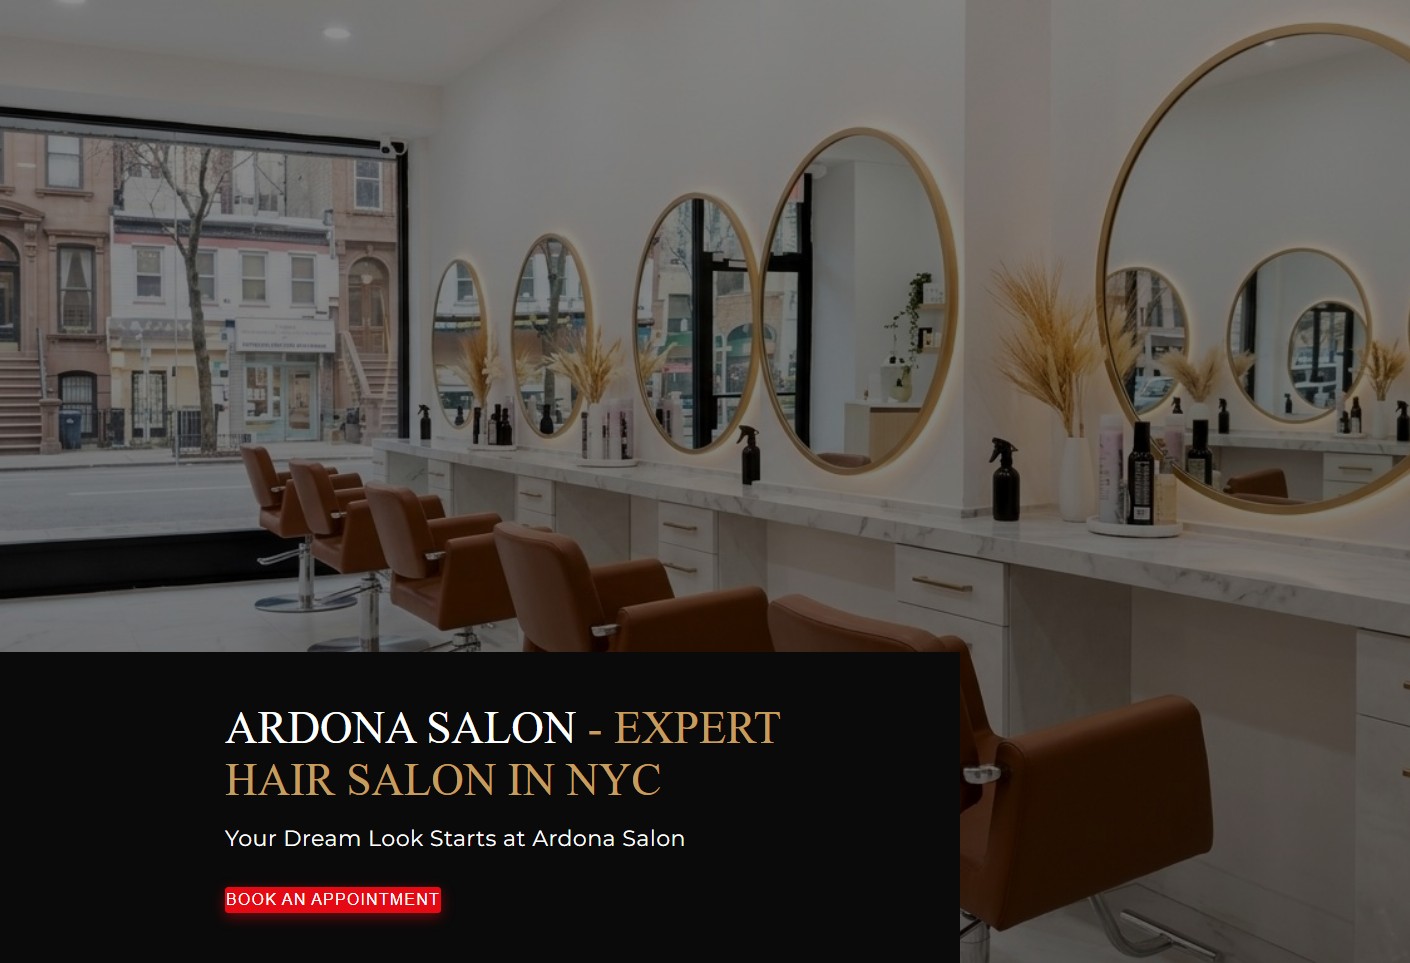 ARDONA SALON - EXPERT
HAIR SALON IN NYC
Your Dream Look Starts at Ardona Salon
BOOK AN APPOINTMENT